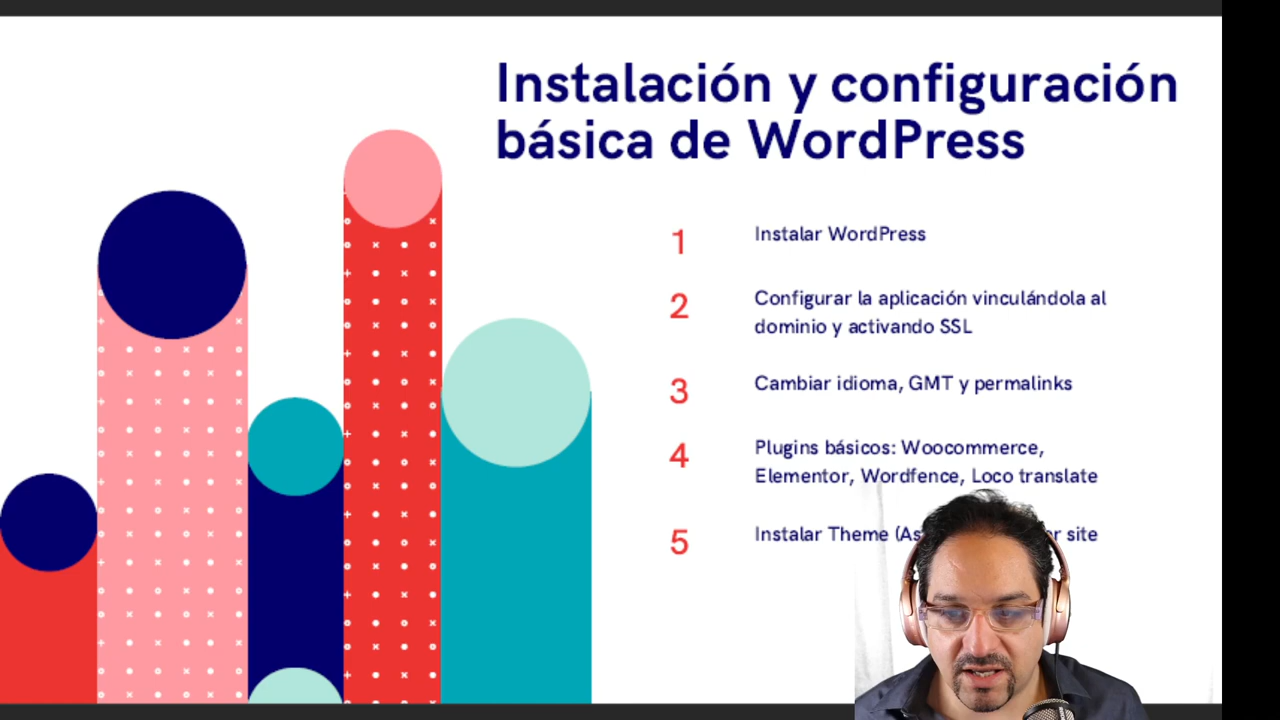 Instalación y configuración
básica de WordPress
1
Instalar WordPress
2
Configurar la aplicación vinculándola al
dominio y activando SSL
3
Cambiar idioma, GMT y permalinks
4
Plugins básicos: Woocommerce,
Elementor, Wordfence, Loco translate
5
Instalar Theme site